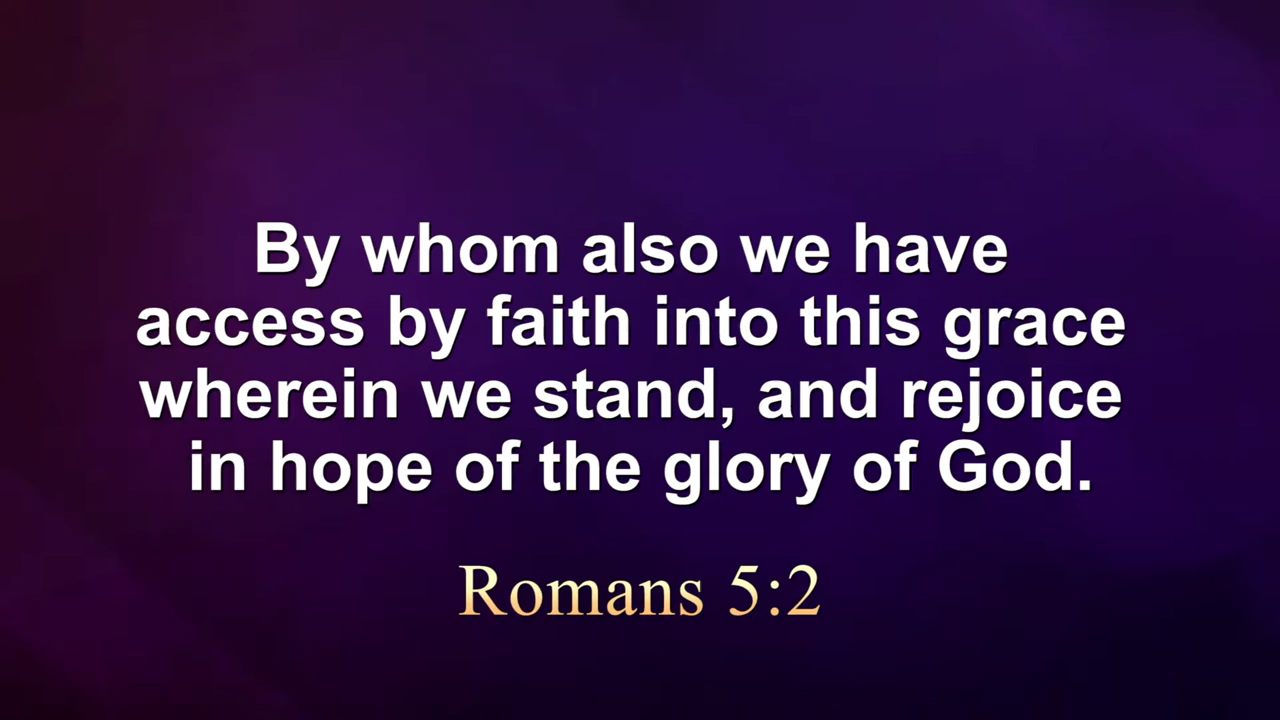 By whom also we have
access by faith into this grace
wherein we stand, and rejoice
in hope of the glory of God.
Romans 5:2